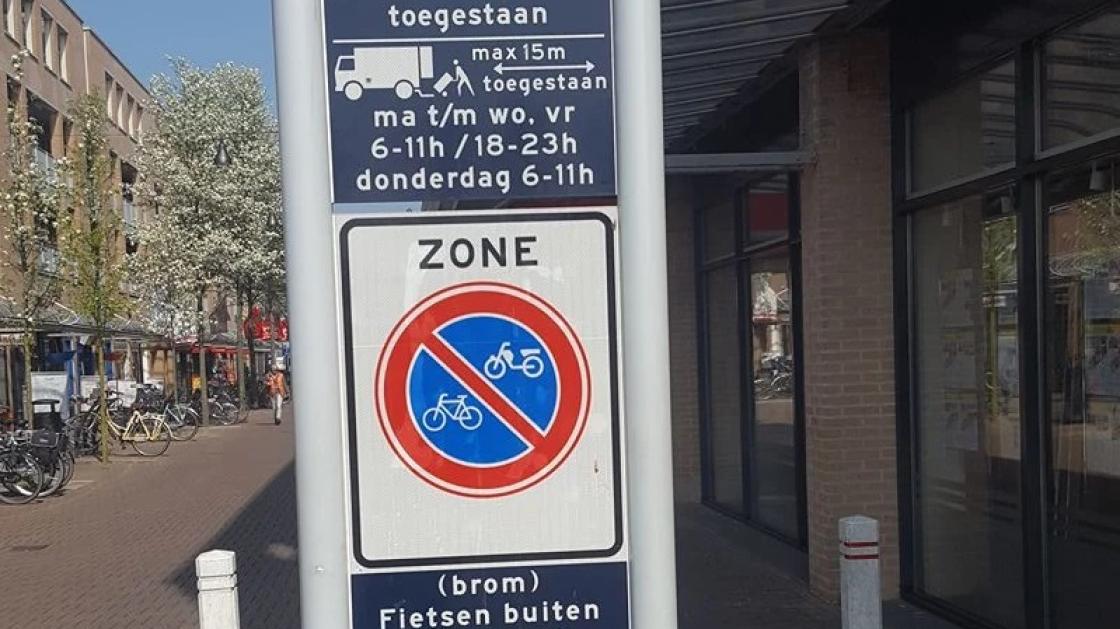 toegestaan
max 15m
toegestaan
ma t/m wo, vr
6-11h / 18-23h
donderdag 6-11h
ZONE
(brom)
Fietsen buiten